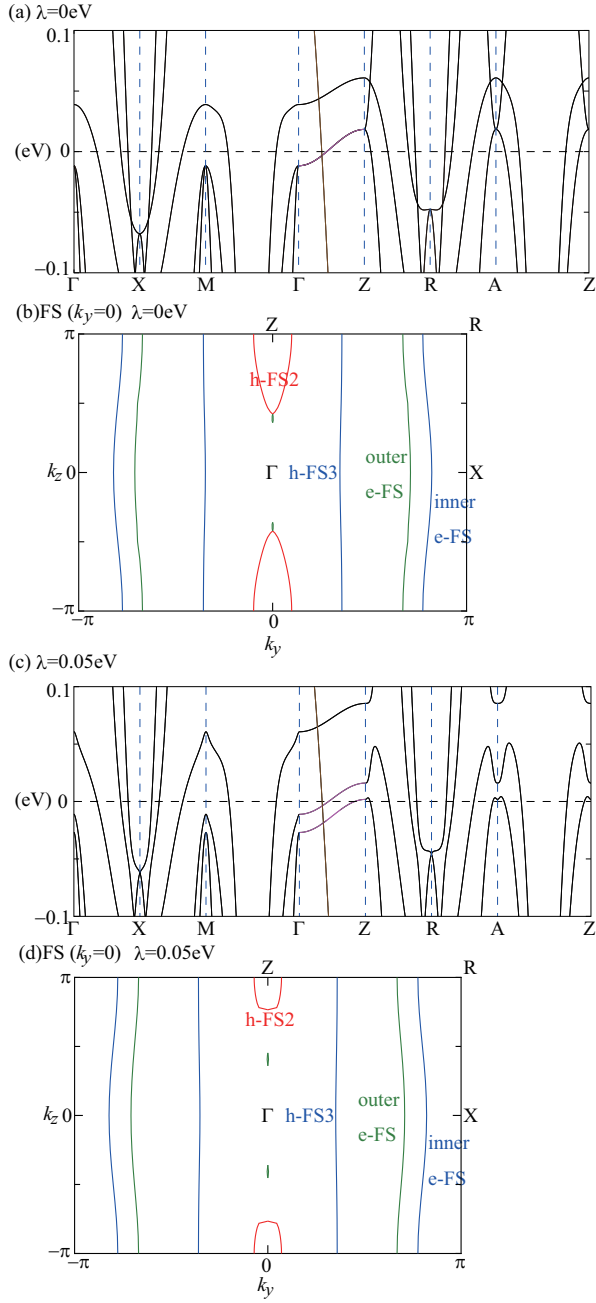 (a) λ=0eV
0.1
(eV) 0
−0.1
Γ X M Γ Z R A Z
(b)FS (ky=0) λ=0eV
Z R
π
h-FS2
outer
kz 0 Γ h-FS3 X
e-FS
inner
e-FS
−π
−π 0 π
ky
(c) λ=0.05eV
0.1
(eV) 0
−0.1
Γ X M Γ Z R A Z
(d)FS (ky=0) λ=0.05eV
Z R
π
h-FS2
outer
kz 0 Γ h-FS3 X
e-FS
inner
e-FS
−π
−π 0 π
ky